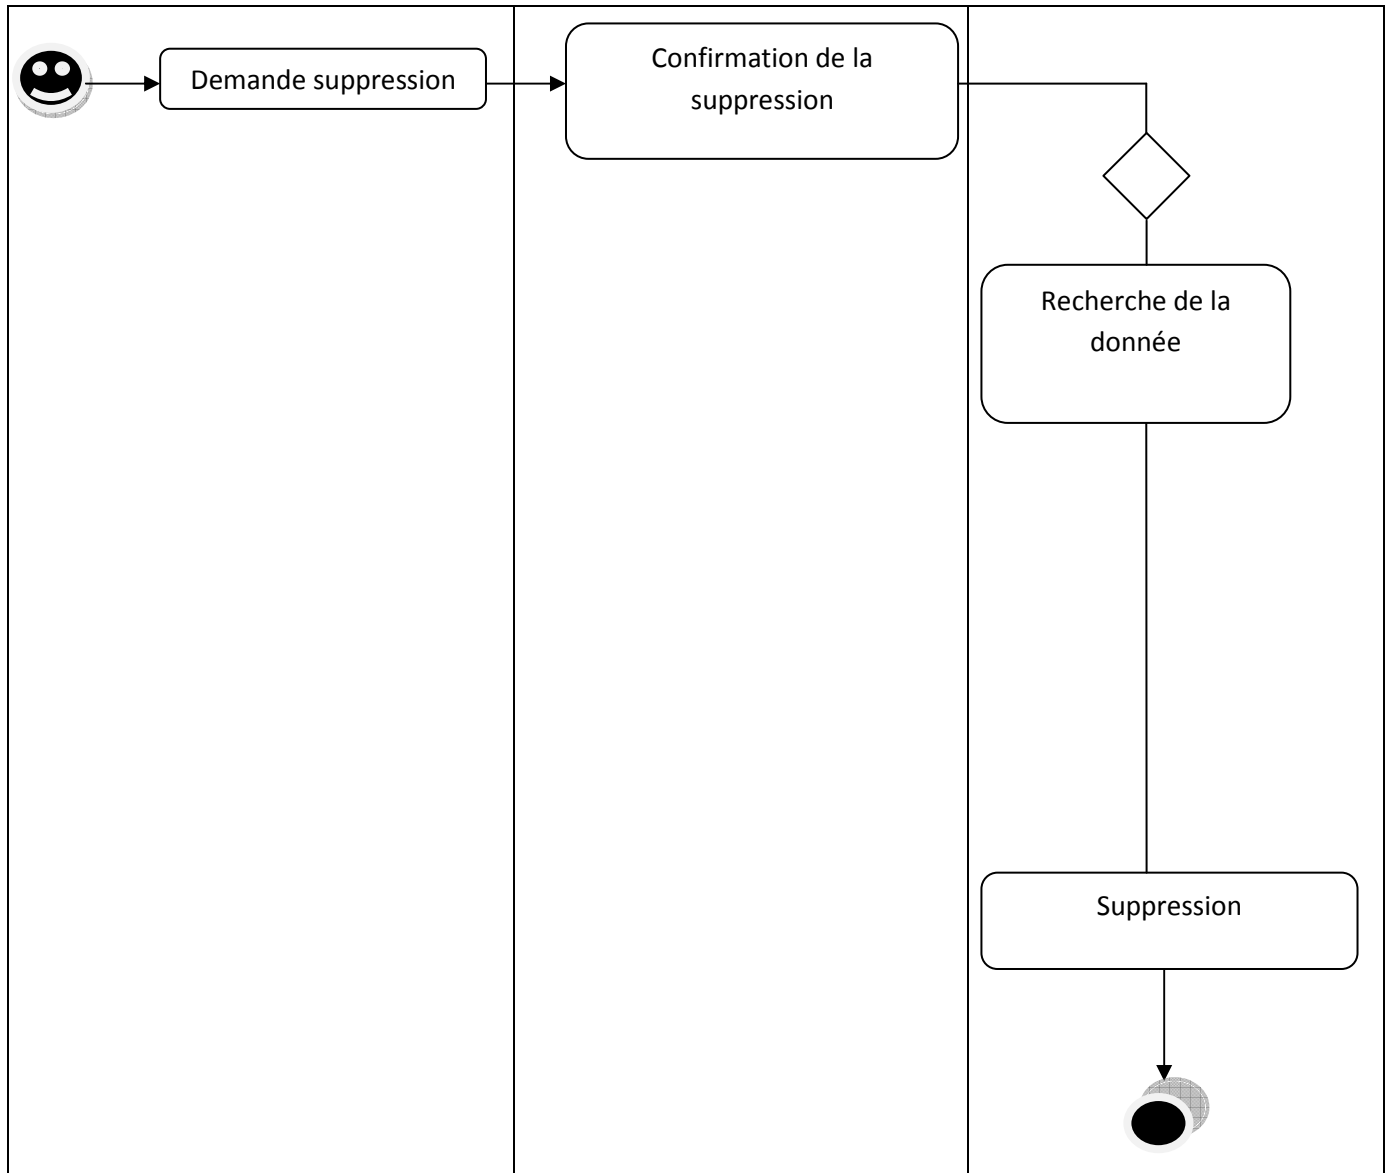 Demande suppression
Confirmation de la
suppression
Recherche de la
donnée
Suppression